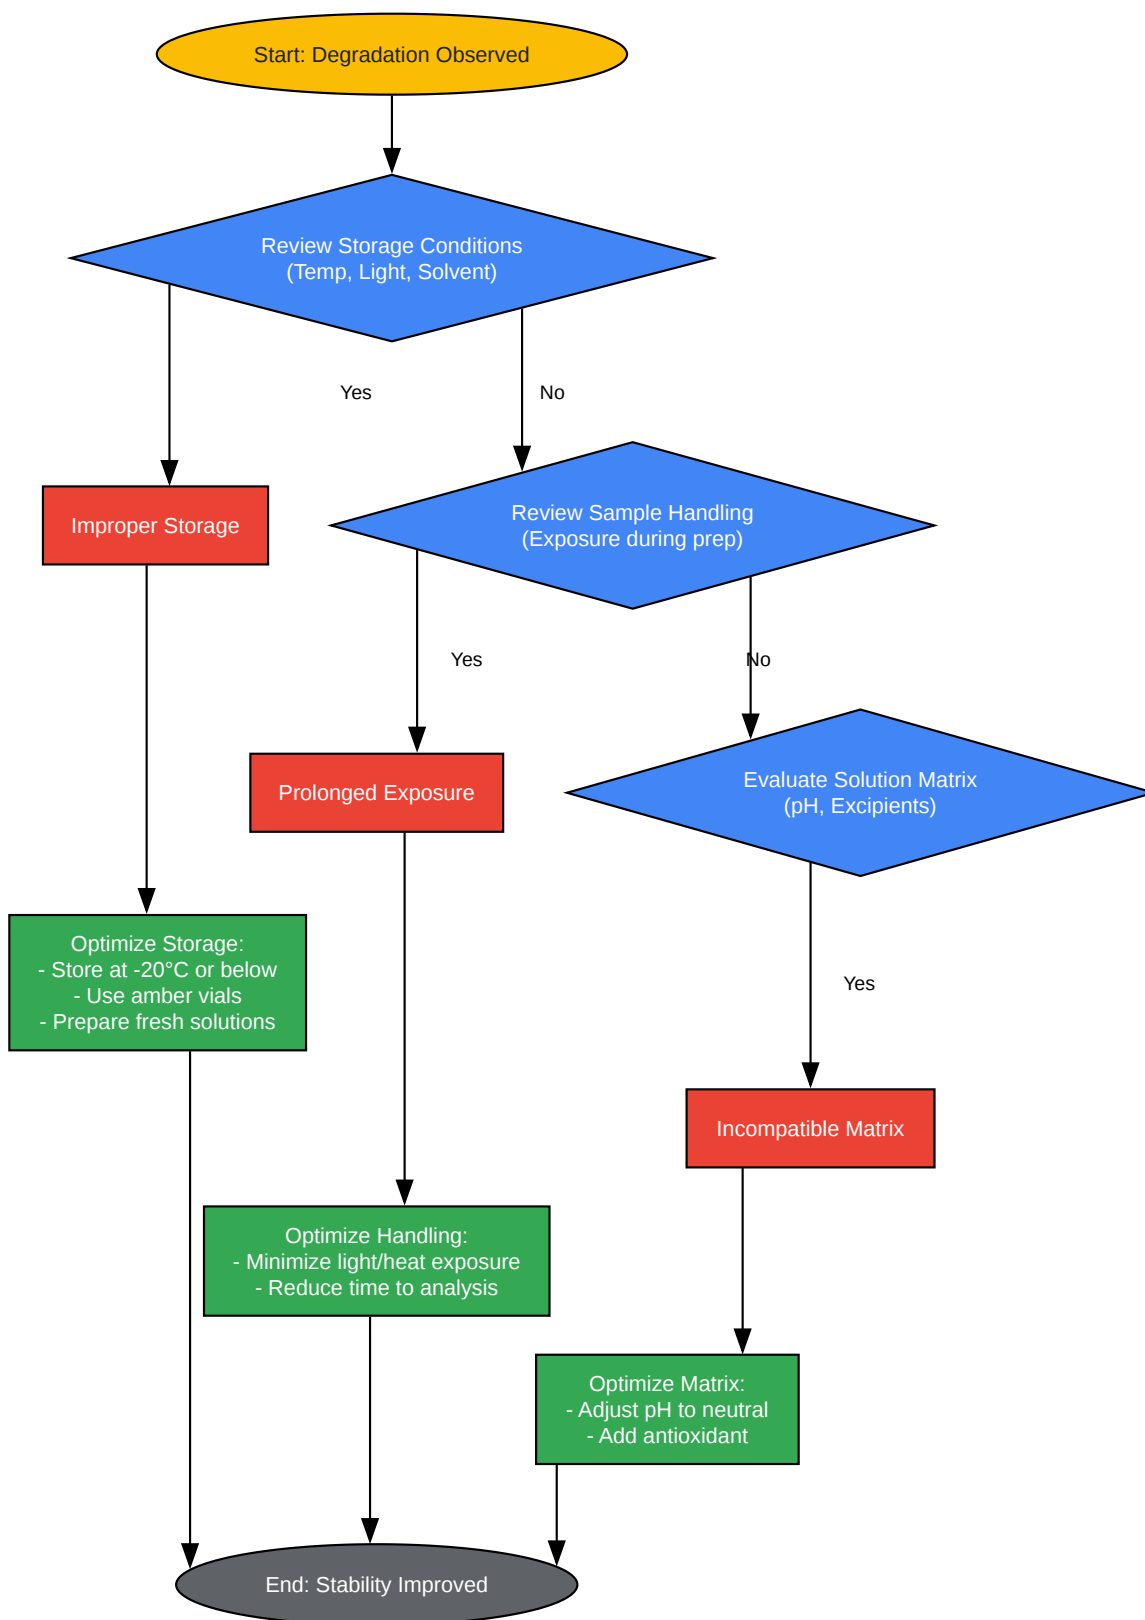 Start: Degradation Observed
Review Storage Conditions
(Temp, Light, Solvent)
Yes
No
Improper Storage
Review Sample Handling
(Exposure during prep)
Yes
No
Prolonged Exposure
Evaluate Solution Matrix
(pH, Excipients)
Optimize Storage:
- Store at -20°C or below
- Use amber vials
- Prepare fresh solutions
Yes
Incompatible Matrix
Optimize Handling:
- Minimize light/heat exposure
- Reduce time to analysis
Optimize Matrix:
- Adjust pH to neutral
- Add antioxidant
End: Stability Improved